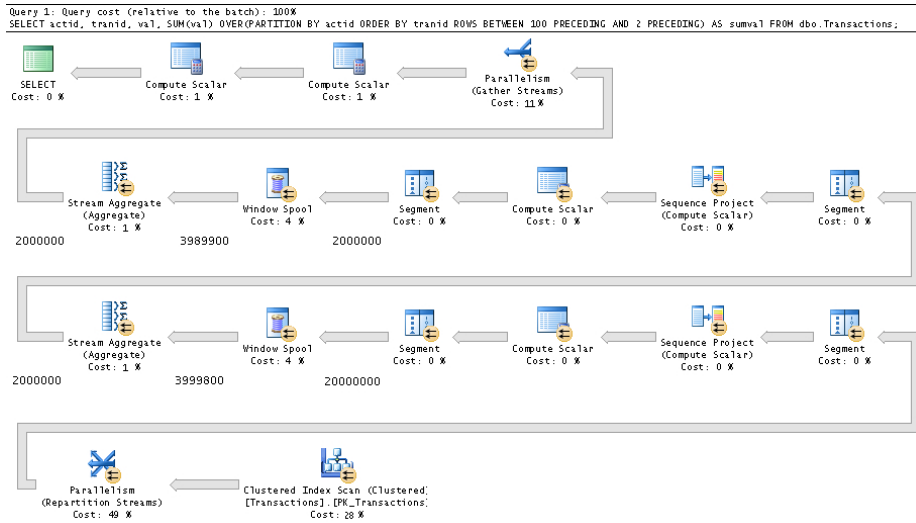 Query 1: Query cost (relative to the batch): 100%
SELECT actid, tranid, val, SUM(val) OVER(PARTITION BY actid ORDER BY tranid ROWS BETWEEN 100 PRECEDING AND 2 PRECEDING) AS sumval FROM dbo.Transactions;
SELECT
Cost: 0 %
Compute Scalar
Cost: 1 %
Compute Scalar
Cost: 1 %
Parallelism
(Gather Streams)
Cost: 11 %
Stream Aggregate
(Aggregate)
Cost: 1 %
Window Spool
Cost: 4 %
Segment
Cost: 0 %
Compute Scalar
Cost: 0 %
Sequence Project
(Compute Scalar)
Cost: 0 %
Segment
Cost: 0 %
2000000
3989900
2000000
Stream Aggregate
(Aggregate)
Cost: 1 %
Window Spool
Cost: 4 %
Segment
Cost: 0 %
Compute Scalar
Cost: 0 %
Sequence Project
(Compute Scalar)
Cost: 0 %
Segment
Cost: 0 %
2000000
3999800
20000000
Parallelism
(Repartition Streams)
Cost: 49 %
Clustered Index Scan (Clustered)
[Transactions].[PK_Transactions]
Cost: 28 %